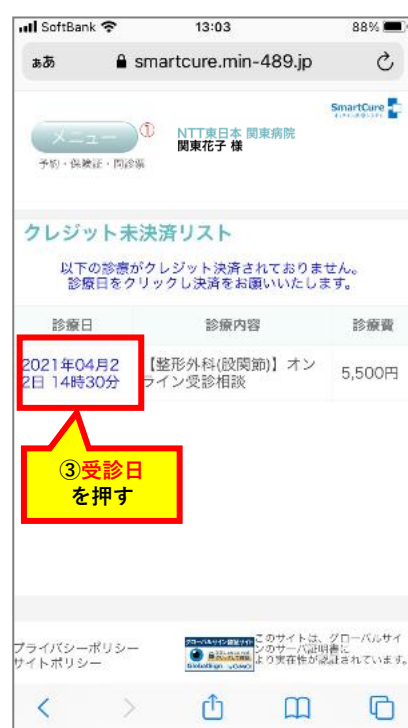 SoftBank 13:03 88%
ぁあ smartcure.min-489.jp
SmartCure
メニュー ① NTT東日本 関東病院
関東花子 様
予約・保険証・問診票
クレジット未決済リスト
以下の診療がクレジット決済されておりません。
診療日をクリックし決済をお願いいたします。
診療日 診療内容 診療費
2021年04月2 【整形外科(股関節)】オン 5,500円
2日 14時30分 ライン受診相談
③受診日
を押す
プライバシーポリシー
サイトポリシー
このサイトは、グローバルサイ
ンのサーバ証明書に
より実在性が認証されています。